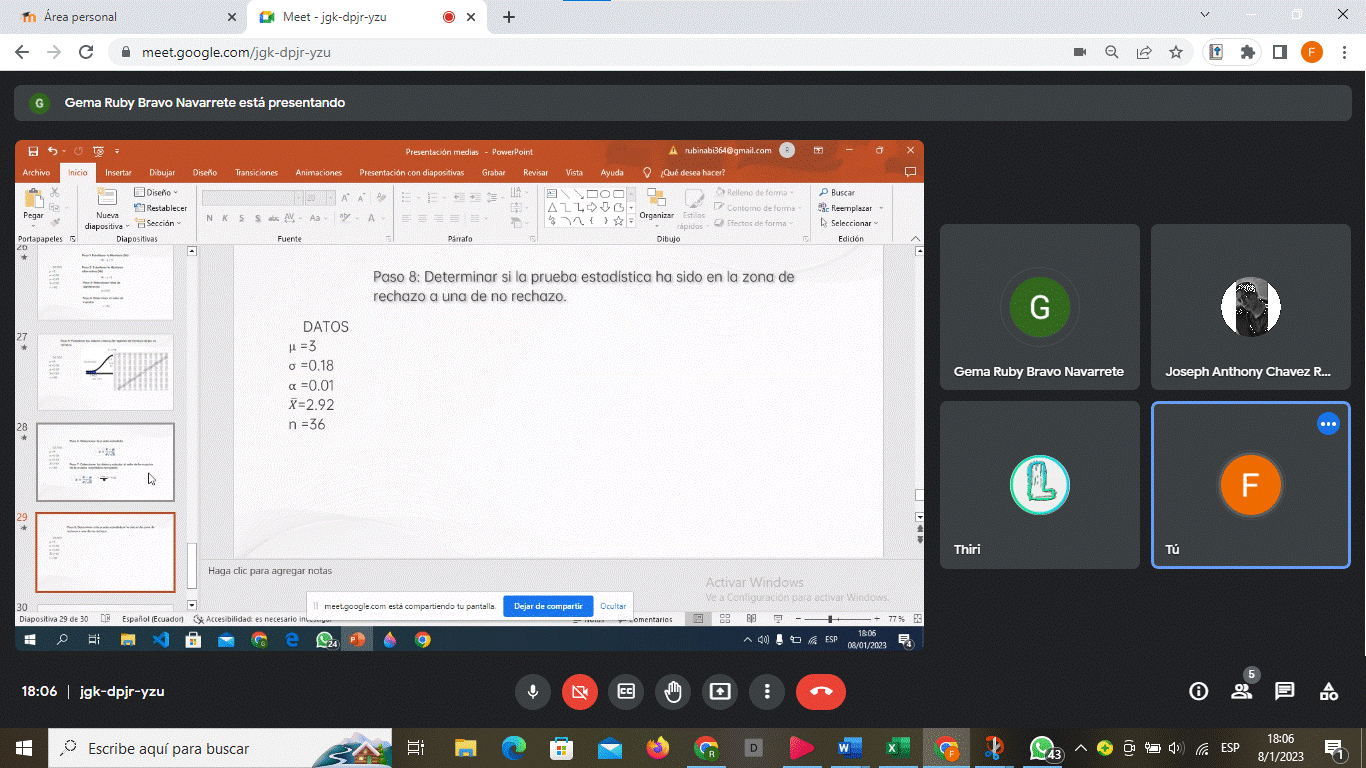 Área personal
Meet - jgk-dpjr-yzu
meet.google.com/jgk-dpjr-yzu
F
G
Gema Ruby Bravo Navarrete está presentando
Presentación medias - PowerPoint
rubinabi364@gmail.com
R
Archivo Inicio Insertar Dibujar Diseño Transiciones Animaciones Presentación con diapositivas Grabar Revisar Vista Ayuda ¿Qué desea hacer?
Pegar
Nueva
diapositiva
Diseño
Restablecer
Sección
N K S S abc AV Aa A
Organizar
Estilos
rápidos
Relleno de forma
Contorno de forma
Efectos de forma
Buscar
Reemplazar
Seleccionar
Portapapeles Diapositivas Fuente Párrafo Dibujo Edición
26
27
28
29
30
Paso 8: Determinar si la prueba estadística ha sido en la zona de
rechazo a una de no rechazo.
DATOS
μ =3
σ =0.18
α =0.01
X̄=2.92
n =36
Haga clic para agregar notas
Activar Windows
Ve a Configuración para activar Windows.
meet.google.com está compartiendo tu pantalla.
Dejar de compartir
Ocultar
Diapositiva 29 de 30
Español (Ecuador)
Accesibilidad: es necesario investigar
Notas
Comentarios
77 %
24
ESP
18:06
08/01/2023
4
G
Gema Ruby Bravo Navarrete
Joseph Anthony Chavez R...
L
Thiri
F
Tú
18:06 | jgk-dpjr-yzu
5
Escribe aquí para buscar
43
ESP
18:06
8/1/2023
1